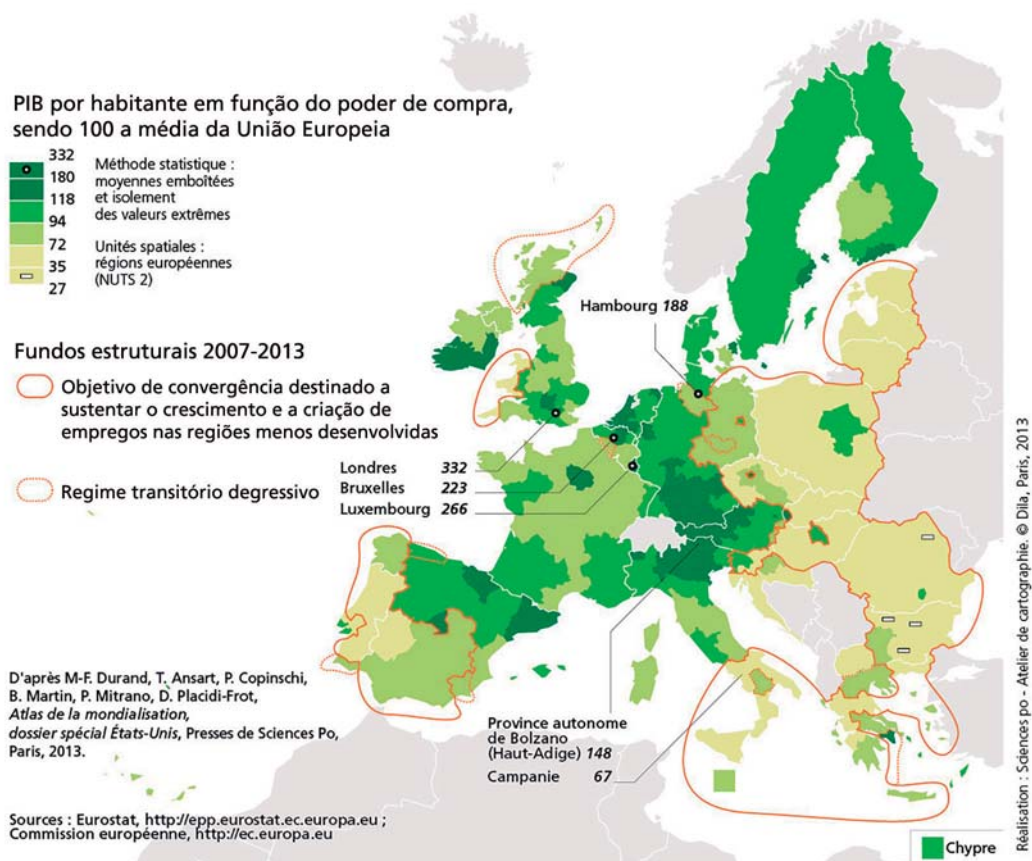 PIB por habitante em função do poder de compra,
sendo 100 a média da União Europeia
332
180
118
94
72
35
27
Méthode statistique :
moyennes emboîtées
et isolement
des valeurs extrêmes
Unités spatiales :
régions européennes
(NUTS 2)
Fundos estruturais 2007-2013
Objetivo de convergência destinado a
sustentar o crescimento e a criação de
empregos nas regiões menos desenvolvidas
Regime transitório degressivo
Hambourg 188
Londres 332
Bruxelles 223
Luxembourg 266
Province autonome
de Bolzano
(Haut-Adige) 148
Campanie 67
D'après M-F. Durand, T. Ansart, P. Copinschi,
B. Martin, P. Mitrano, D. Placidi-Frot,
Atlas de la mondialisation,
dossier spécial États-Unis, Presses de Sciences Po,
Paris, 2013.
Sources : Eurostat, http://epp.eurostat.ec.europa.eu ;
Commission européenne, http://ec.europa.eu
Chypre
Réalisation : Sciences po - Atelier de cartographie. © Dila, Paris, 2013